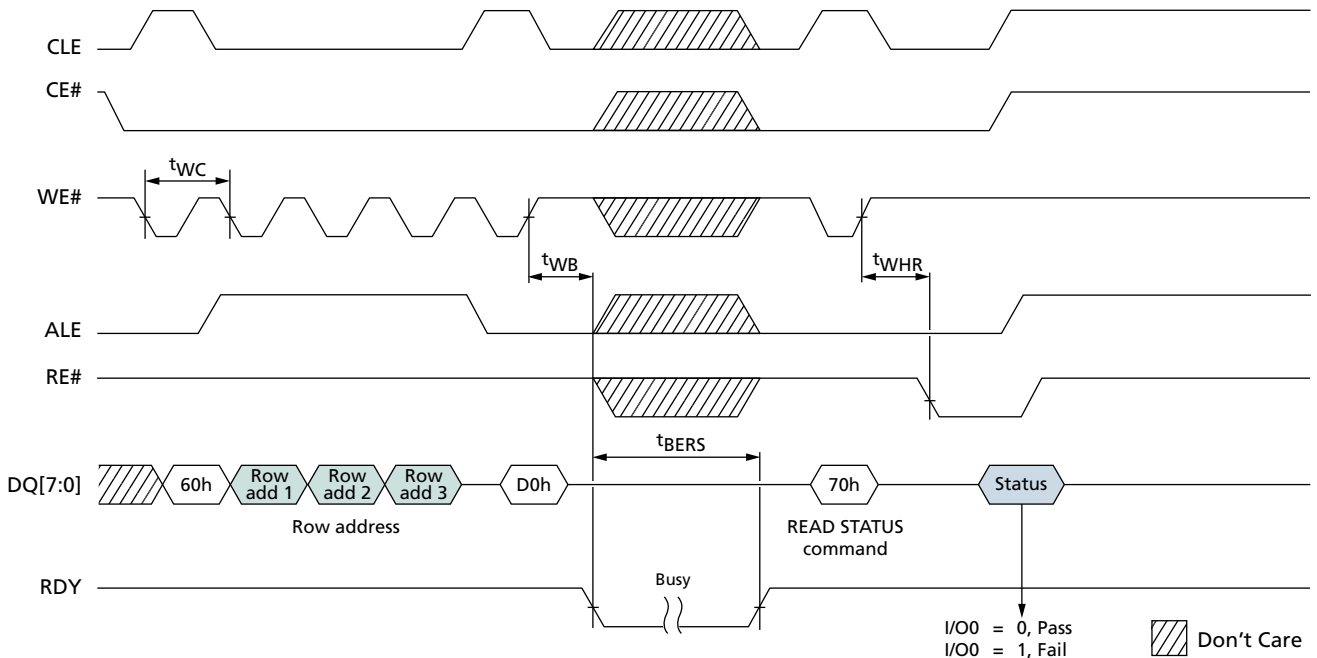 CLE
CE#
tWC
WE#
tWB
tWHR
ALE
RE#
tBERS
DQ[7:0]
60h
Row add 1
Row add 2
Row add 3
D0h
70h
Status
Row address
READ STATUS
command
RDY
Busy
I/O0 = 0, Pass
I/O0 = 1, Fail
Don't Care